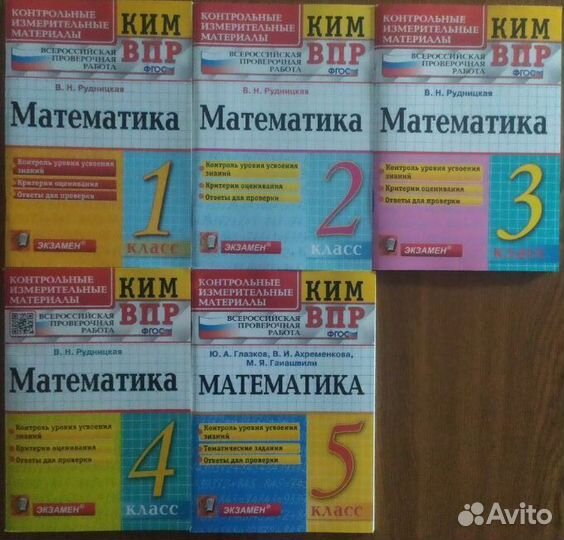 КОНТРОЛЬНЫЕ
ИЗМЕРИТЕЛЬНЫЕ
МАТЕРИАЛЫ
КИМ
ВСЕРОССИЙСКАЯ
ПРОВЕРОЧНАЯ
РАБОТА
ВПР
ФГОС
В. Н. Рудницкая
Математика
Контроль уровня усвоения
знаний
Критерии оценивания
Ответы для проверки
1
КЛАСС
ЭКЗАМЕН®
КОНТРОЛЬНЫЕ
ИЗМЕРИТЕЛЬНЫЕ
МАТЕРИАЛЫ
КИМ
ВСЕРОССИЙСКАЯ
ПРОВЕРОЧНАЯ
РАБОТА
ВПР
ФГОС
В. Н. Рудницкая
Математика
Контроль уровня усвоения
знаний
Критерии оценивания
Ответы для проверки
2
КЛАСС
ЭКЗАМЕН®
КОНТРОЛЬНЫЕ
ИЗМЕРИТЕЛЬНЫЕ
МАТЕРИАЛЫ
КИМ
ВСЕРОССИЙСКАЯ
ПРОВЕРОЧНАЯ
РАБОТА
ВПР
ФГОС
В. Н. Рудницкая
Математика
Контроль уровня усвоения
знаний
Критерии оценивания
Ответы для проверки
3
КЛАСС
ЭКЗАМЕН®
КОНТРОЛЬНЫЕ
ИЗМЕРИТЕЛЬНЫЕ
МАТЕРИАЛЫ
КИМ
ВСЕРОССИЙСКАЯ
ПРОВЕРОЧНАЯ
РАБОТА
ВПР
ФГОС
В. Н. Рудницкая
Математика
Контроль уровня усвоения
знаний
Критерии оценивания
Ответы для проверки
4
КЛАСС
ЭКЗАМЕН®
КОНТРОЛЬНЫЕ
ИЗМЕРИТЕЛЬНЫЕ
МАТЕРИАЛЫ
КИМ
ВСЕРОССИЙСКАЯ
ПРОВЕРОЧНАЯ
РАБОТА
ВПР
ФГОС
Ю. А. Глазков, В. И. Ахременкова,
М. Я. Гаиашвили
МАТЕМАТИКА
Контроль уровня усвоения
знаний
Тематические задания
Ответы для проверки
5
КЛАСС
ЭКЗАМЕН®
Avito